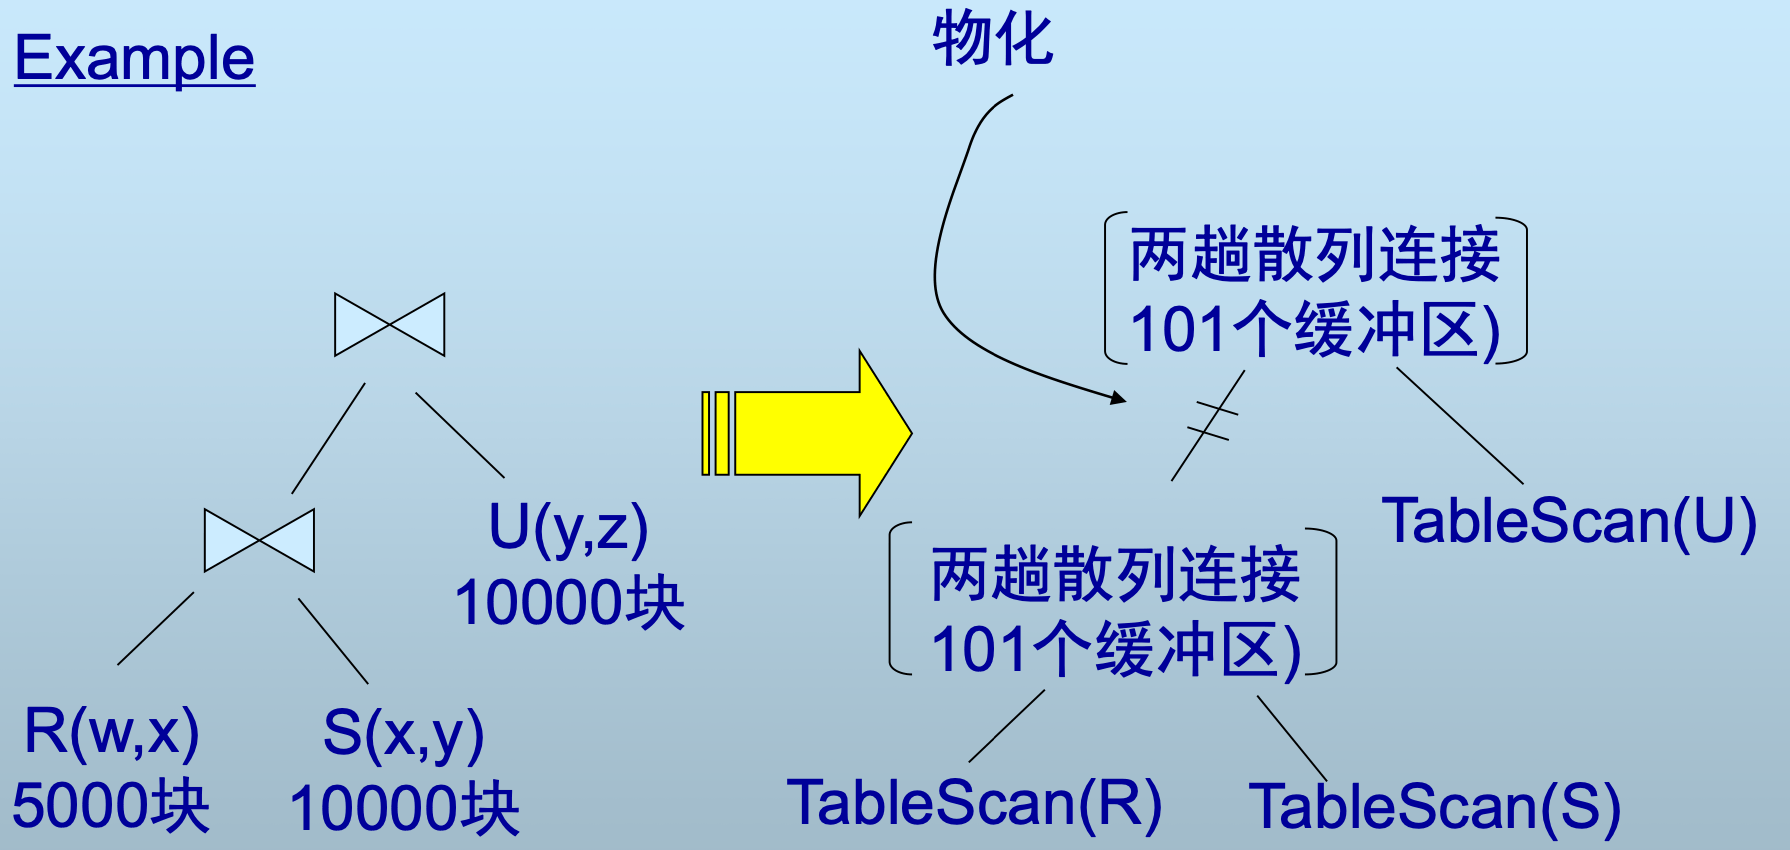 Example
物化
两趟散列连接
101个缓冲区)
U(y,z)
10000块
TableScan(U)
两趟散列连接
101个缓冲区)
R(w,x)
5000块
S(x,y)
10000块
TableScan(R)
TableScan(S)